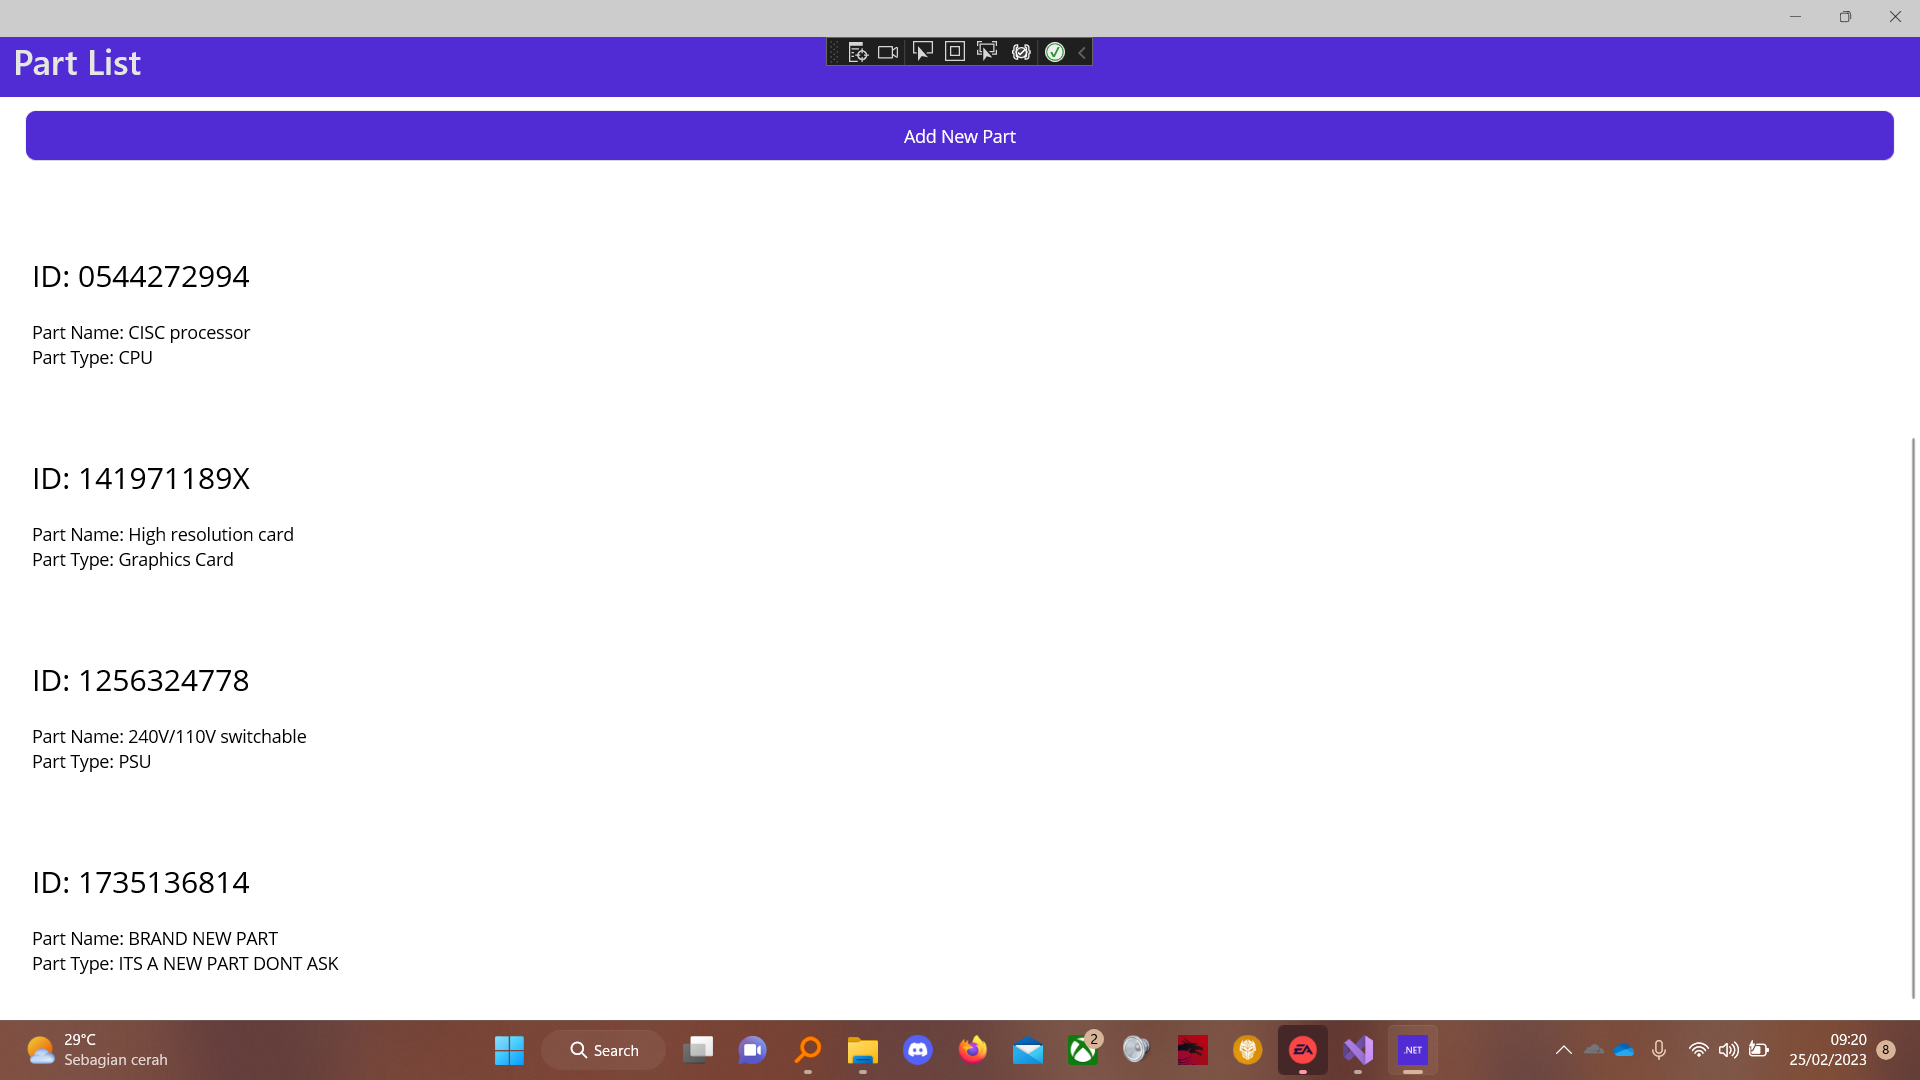 Part List
Add New Part
ID: 0544272994
Part Name: CISC processor
Part Type: CPU
ID: 141971189X
Part Name: High resolution card
Part Type: Graphics Card
ID: 1256324778
Part Name: 240V/110V switchable
Part Type: PSU
ID: 1735136814
Part Name: BRAND NEW PART
Part Type: ITS A NEW PART DONT ASK
29°C
Sebagian cerah
Search
2
EA
.NET
09:20
25/02/2023
8